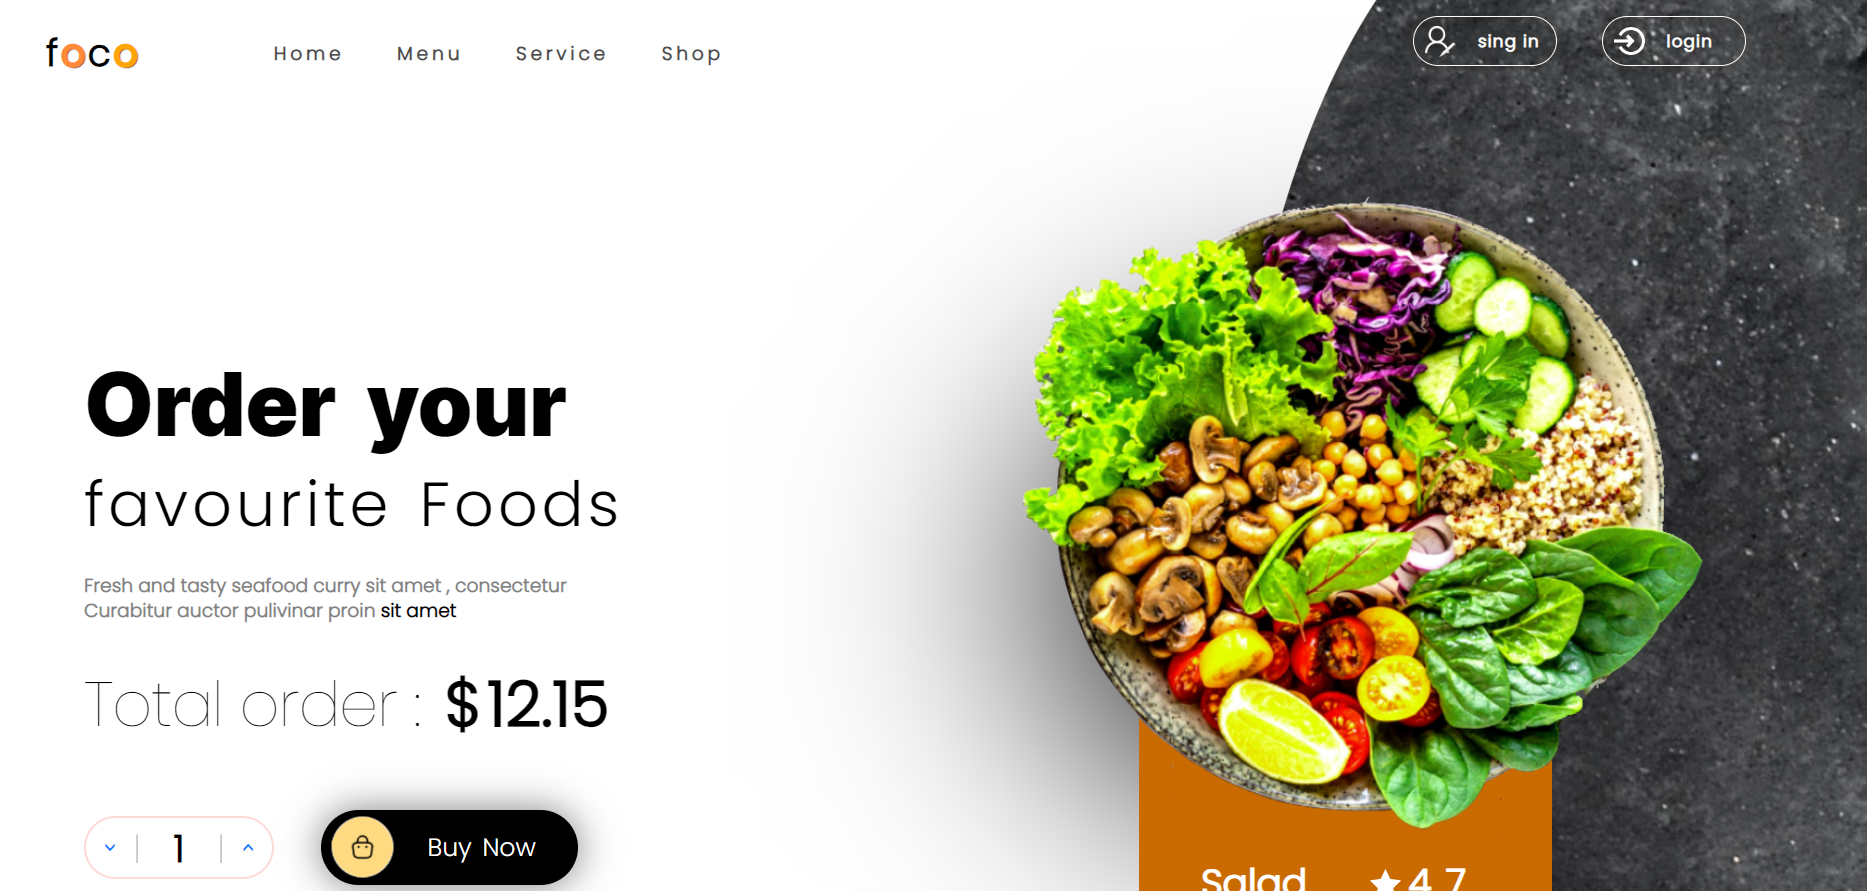 foco
Home Menu Service Shop
sing in
login
Order your
favourite Foods
Fresh and tasty seafood curry sit amet , consectetur
Curabitur auctor pulivinar proin sit amet
Total order : $12.15
1
Buy Now
Salad ★4.7